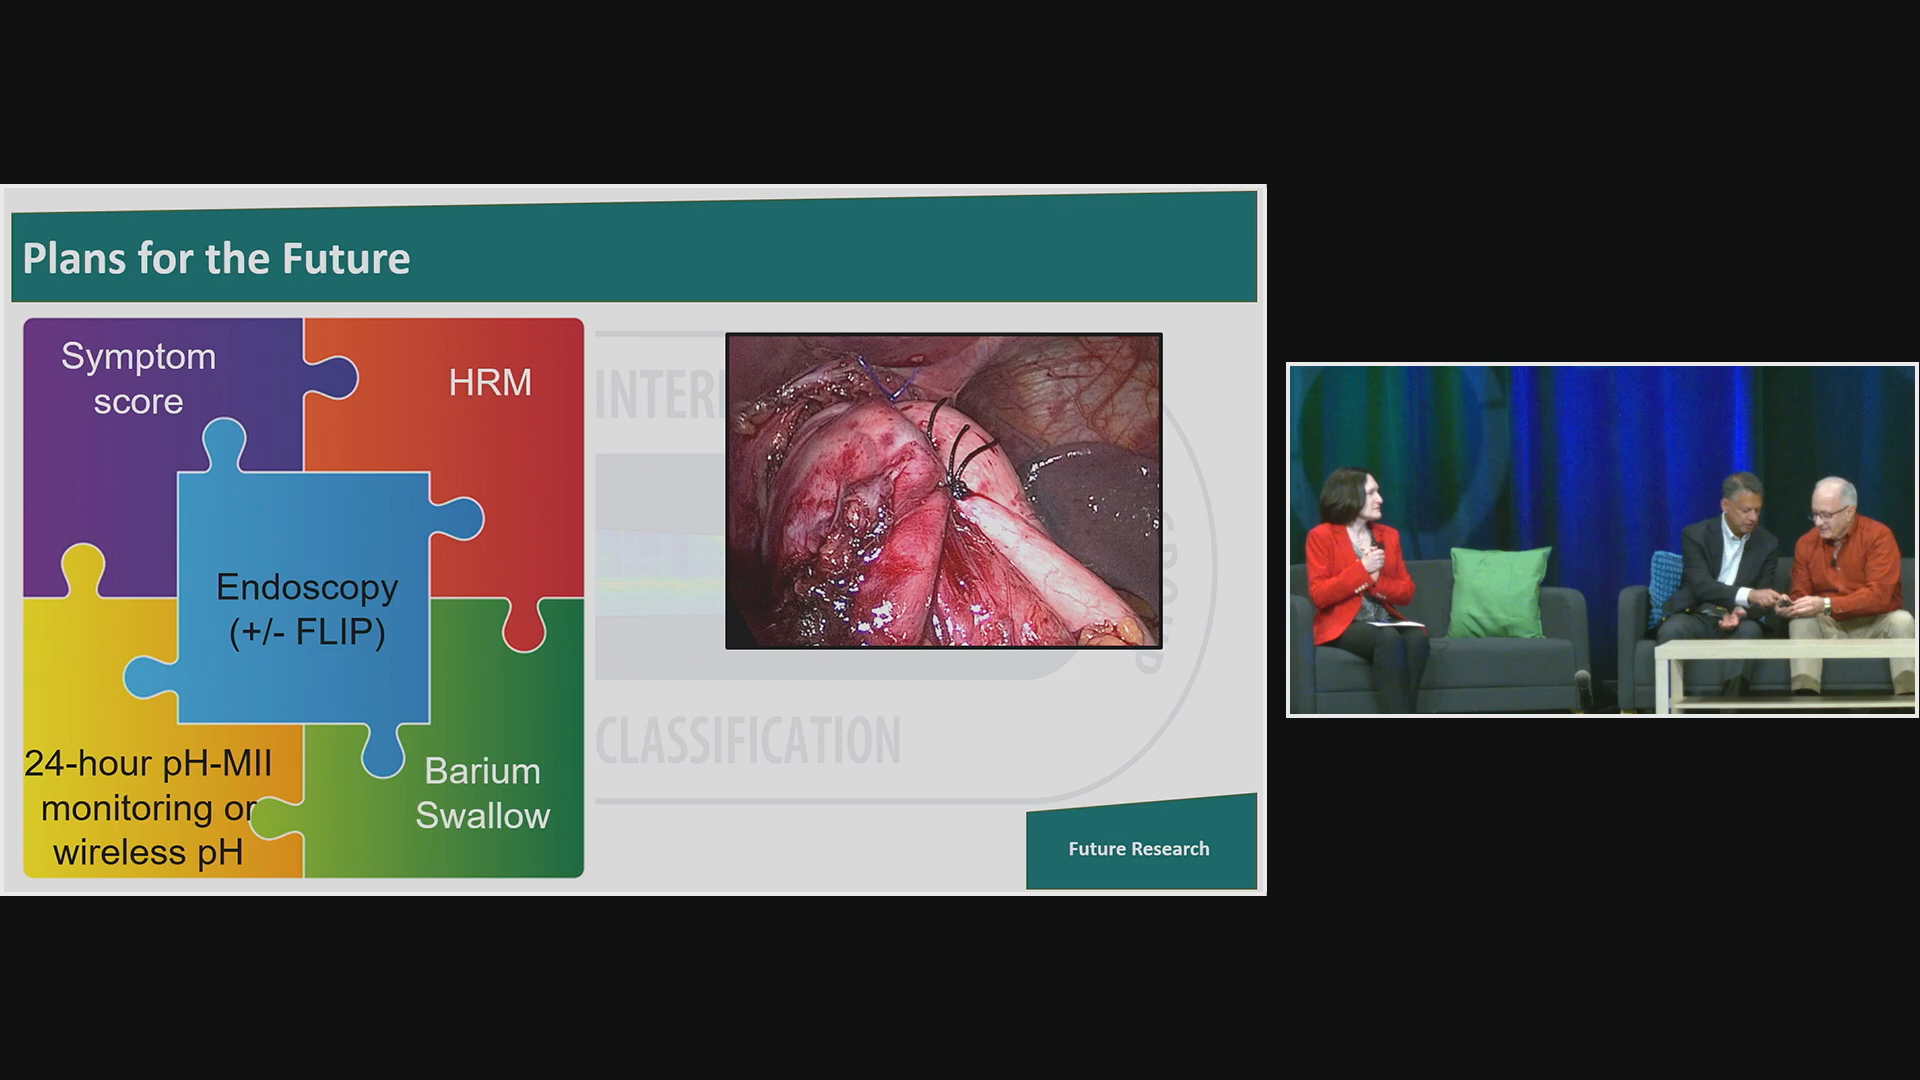 Plans for the Future
Symptom
score
HRM
Endoscopy
(+/- FLIP)
24-hour pH-MII
monitoring or
wireless pH
Barium
Swallow
INTER
CLASSIFICATION
GROUP
Future Research